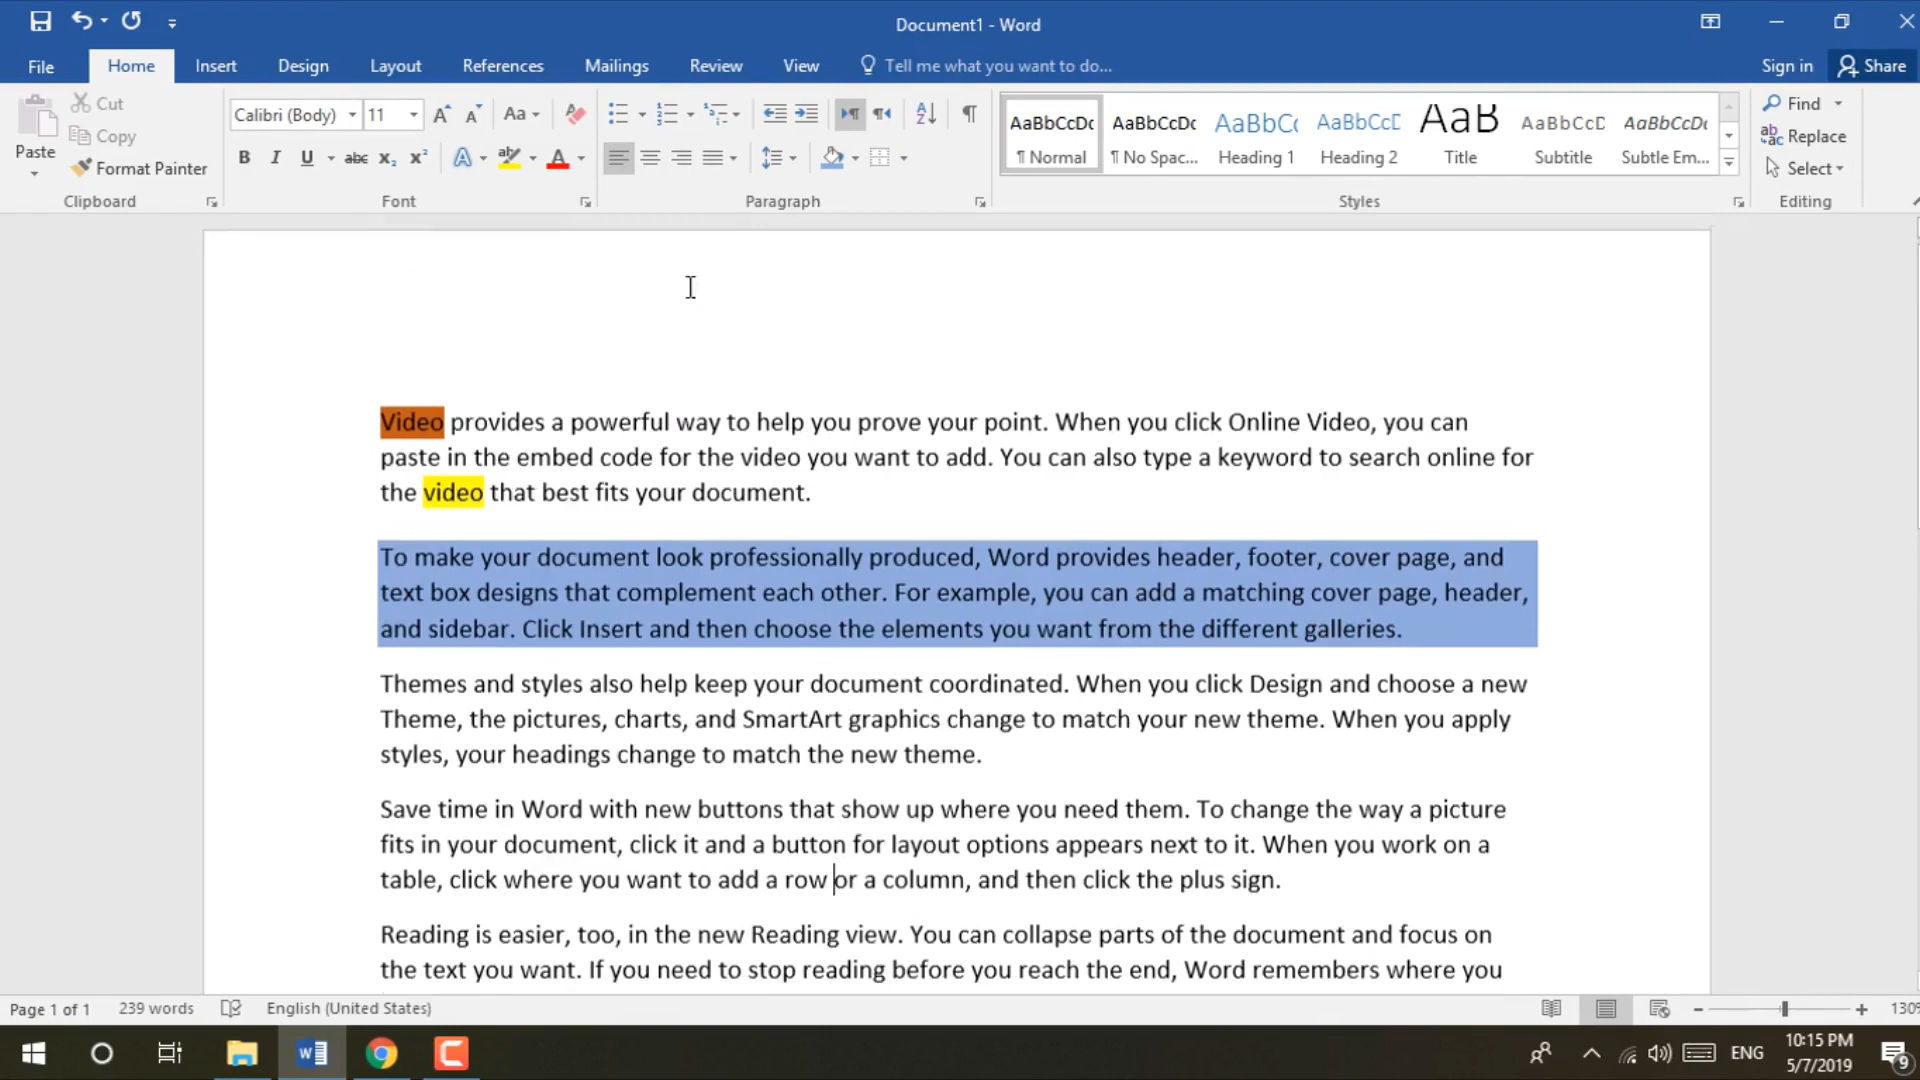 Document1 - Word
File Home Insert Design Layout References Mailings Review View Tell me what you want to do... Sign in Share
Paste
Cut
Copy
Format Painter
Clipboard
Calibri (Body) 11 Aa
B I U abc X₂ X² A ab A
Font
Paragraph
AaBbCcDc AaBbCcDc AaBbC( AaBbCcE AaB AaBbCcD AaBbCcDc
¶ Normal ¶ No Spac... Heading 1 Heading 2 Title Subtitle Subtle Em...
Styles
Find
Replace
Select
Editing
Video provides a powerful way to help you prove your point. When you click Online Video, you can
paste in the embed code for the video you want to add. You can also type a keyword to search online for
the video that best fits your document.
To make your document look professionally produced, Word provides header, footer, cover page, and
text box designs that complement each other. For example, you can add a matching cover page, header,
and sidebar. Click Insert and then choose the elements you want from the different galleries.
Themes and styles also help keep your document coordinated. When you click Design and choose a new
Theme, the pictures, charts, and SmartArt graphics change to match your new theme. When you apply
styles, your headings change to match the new theme.
Save time in Word with new buttons that show up where you need them. To change the way a picture
fits in your document, click it and a button for layout options appears next to it. When you work on a
table, click where you want to add a row or a column, and then click the plus sign.
Reading is easier, too, in the new Reading view. You can collapse parts of the document and focus on
the text you want. If you need to stop reading before you reach the end, Word remembers where you
Page 1 of 1 239 words English (United States) 130%
ENG
10:15 PM
5/7/2019
9